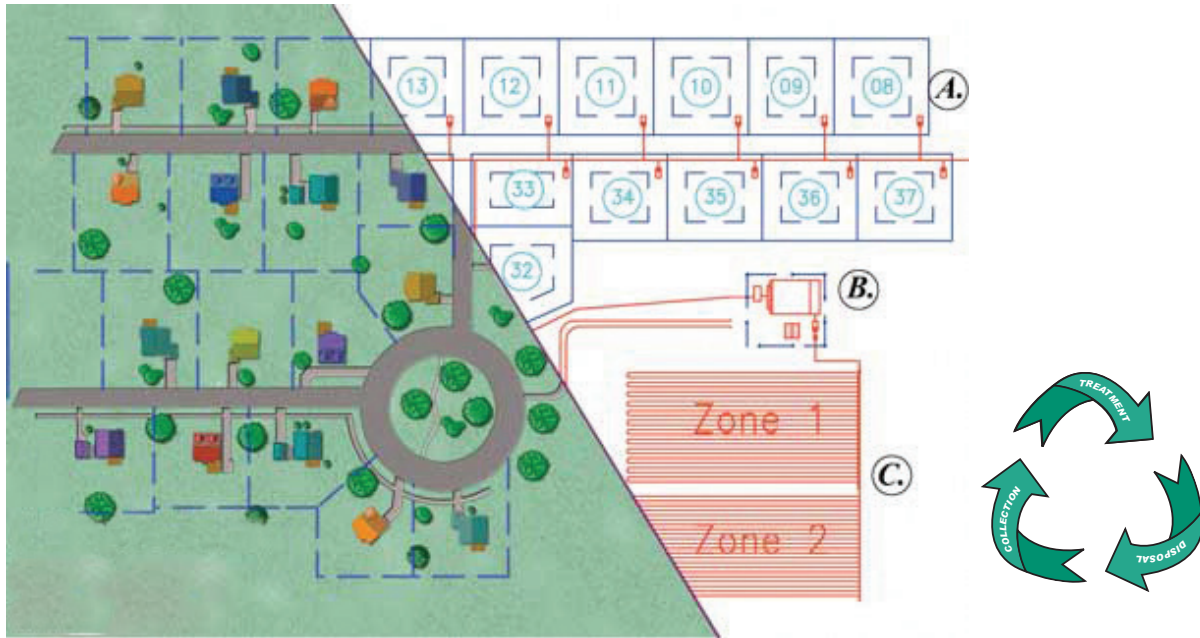 13
12
11
10
09
08
A.
33
34
35
36
37
32
B.
Zone 1
C.
Zone 2
TREATMENT
COLLECTION
DISPOSAL